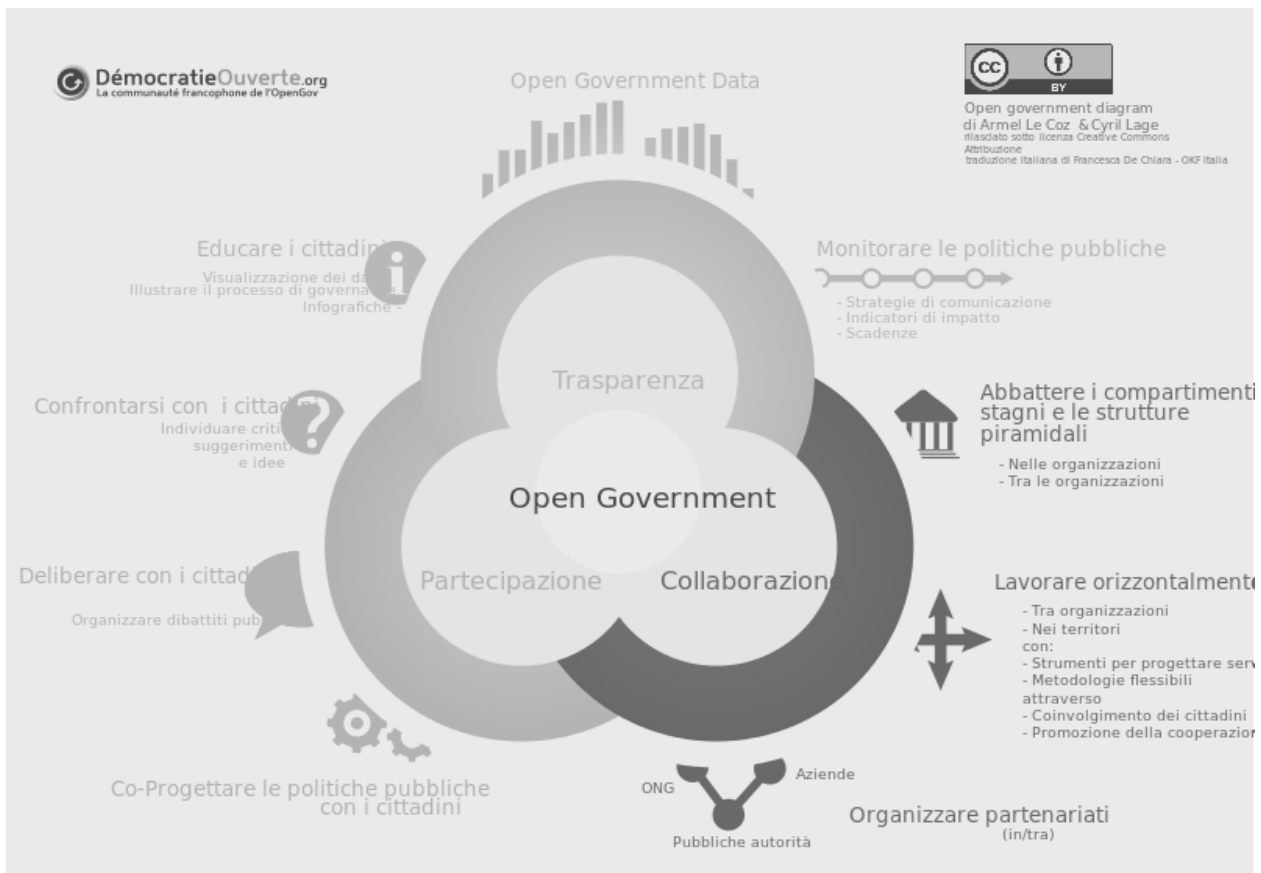 DémocratieOuverte.org
La communauté francophone de l'OpenGov
Open Government Data
CC
BY
Open government diagram
di Armel Le Coz & Cyril Lage
rilasciato sotto licenza Creative Commons
Attribuzione
traduzione italiana di Francesca De Chiara - OKF Italia
Educare i cittadini
Visualizzazione dei da
Illustrare il processo di governa
Infografiche -
Monitorare le politiche pubbliche
- Strategie di comunicazione
- Indicatori di impatto
- Scadenze
Trasparenza
Confrontarsi con i cittadini
Individuare criti
suggerimenti
e idee
Abbattere i compartimenti
stagni e le strutture
piramidali
- Nelle organizzazioni
- Tra le organizzazioni
Open Government
Partecipazione
Collaborazione
Deliberare con i cittad
Organizzare dibattiti pub
Lavorare orizzontalmente
- Tra organizzazioni
- Nei territori
con:
- Strumenti per progettare serv
- Metodologie flessibili
attraverso
- Coinvolgimento dei cittadini
- Promozione della cooperazion
Co-Progettare le politiche pubbliche
con i cittadini
ONG
Aziende
Pubbliche autorità
Organizzare partenariati
(in/tra)